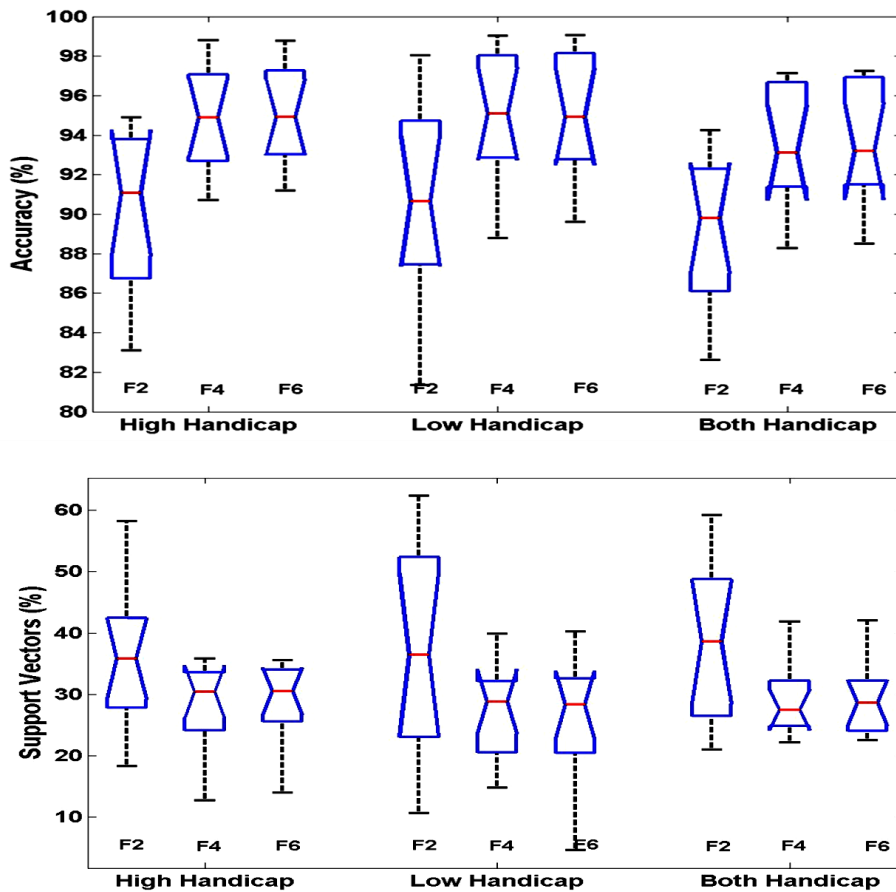 100
98
96
94
92
90
88
86
84
82
80
Accuracy (%)
F2 F4 F6 F2 F4 F6 F2 F4 F6
High Handicap Low Handicap Both Handicap
60
50
40
30
20
10
Support Vectors (%)
F2 F4 F6 F2 F4 F6 F2 F4 F6
High Handicap Low Handicap Both Handicap